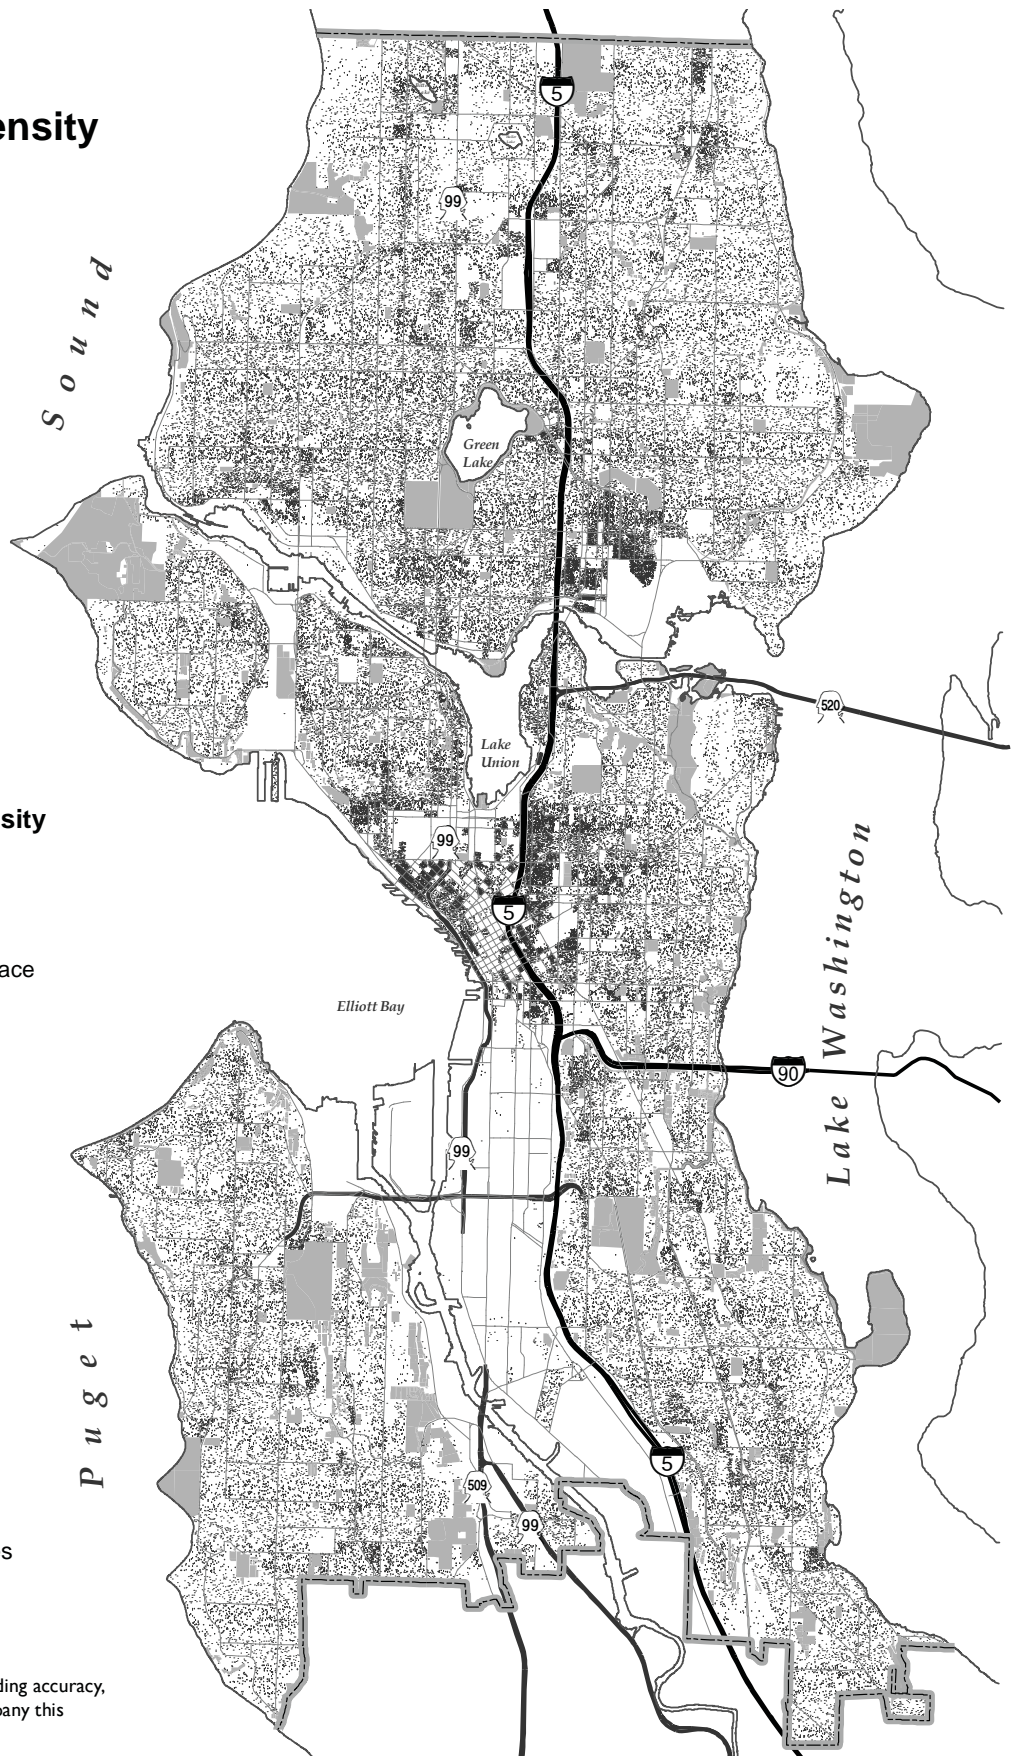 5
ensity
99
Sound
Green
Lake
520
Lake
Union
sity
99
5
ace
Elliott Bay
Lake Washington
90
99
Puget
5
509
99
s
ding accuracy,
pany this